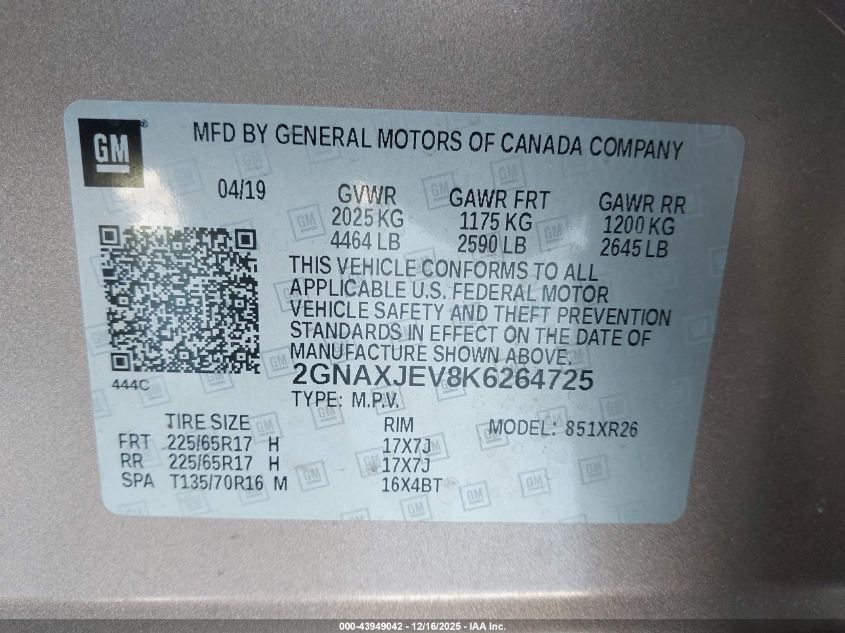 GM
MFD BY GENERAL MOTORS OF CANADA COMPANY
04/19 GVWR GAWR FRT GAWR RR
2025 KG 1175 KG 1200 KG
4464 LB 2590 LB 2645 LB
THIS VEHICLE CONFORMS TO ALL
APPLICABLE U.S. FEDERAL MOTOR
VEHICLE SAFETY AND THEFT PREVENTION
STANDARDS IN EFFECT ON THE DATE OF
MANUFACTURE SHOWN ABOVE.
444C
2GNAXJEV8K6264725
TYPE: M.P.V.
TIRE SIZE RIM MODEL: 851XR26
FRT 225/65R17 H 17X7J
RR 225/65R17 H 17X7J
SPA T135/70R16 M 16X4BT
000-43949042 - 12/16/2025 - IAA Inc.